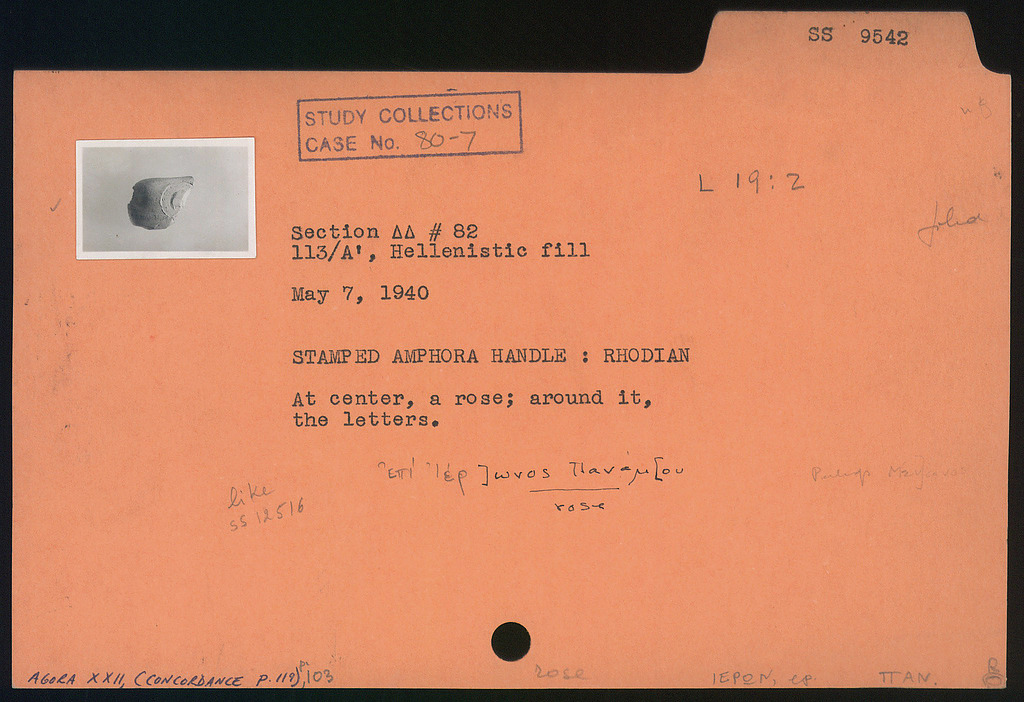 SS 9542
STUDY COLLECTIONS
CASE No. 80-7
L 19:2
Section ΔΔ # 82
113/A', Hellenistic fill
May 7, 1940
STAMPED AMPHORA HANDLE : RHODIAN
At center, a rose; around it,
the letters.
Ἐπὶ Ἱέρ]ωνος Πανάμ[ου
rose
like
SS 12516
AGORA XXII, (CONCORDANCE P. 119), 103
rose
ΙΕΡΩΝ, ep.
ΠΑΝ.